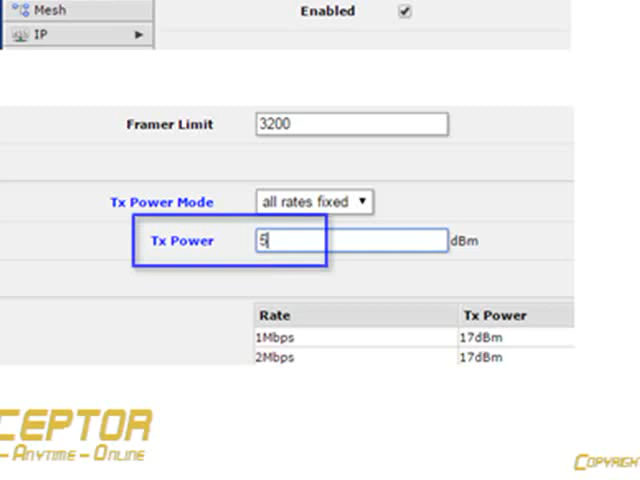 Mesh
Enabled
IP
Framer Limit 3200
Tx Power Mode all rates fixed
Tx Power 5 dBm
Rate Tx Power
1Mbps 17dBm
2Mbps 17dBm
CEPTOR
- ANYTIME - ONLINE
COPYRIGH